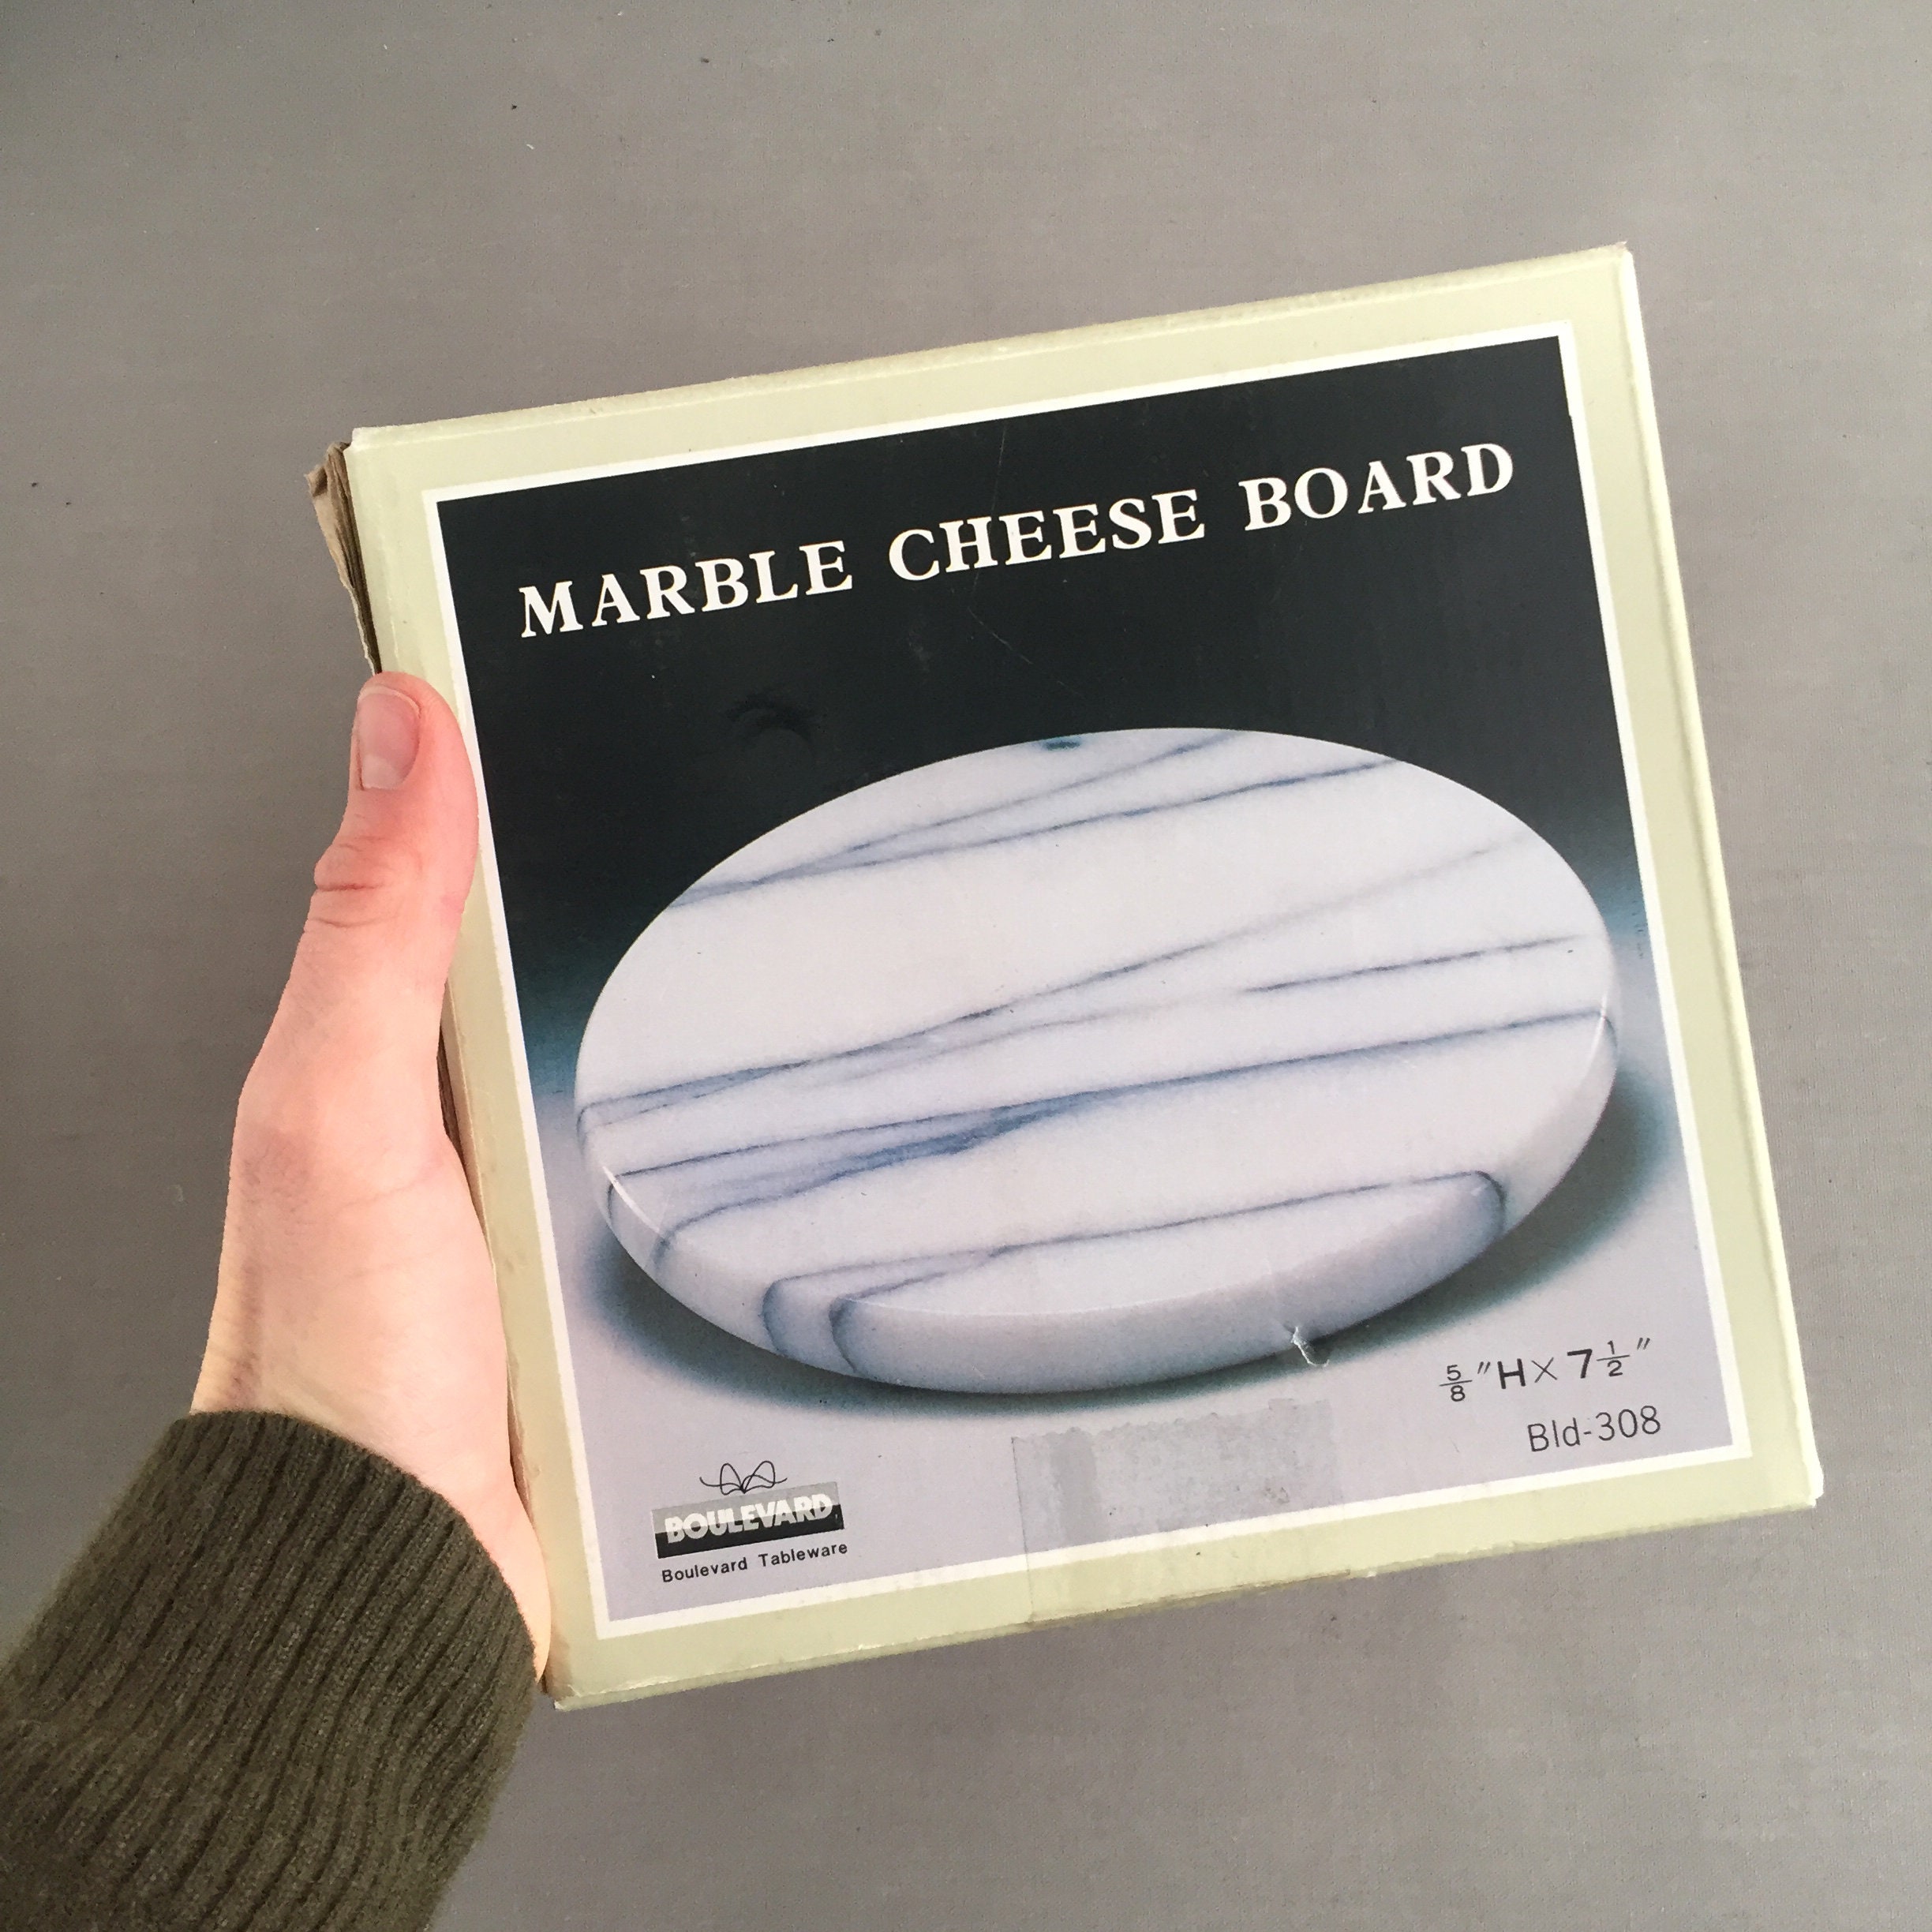 MARBLE CHEESE BOARD
5/8"H X 7 1/2"
Bld-308
BOULEVARD
Boulevard Tableware